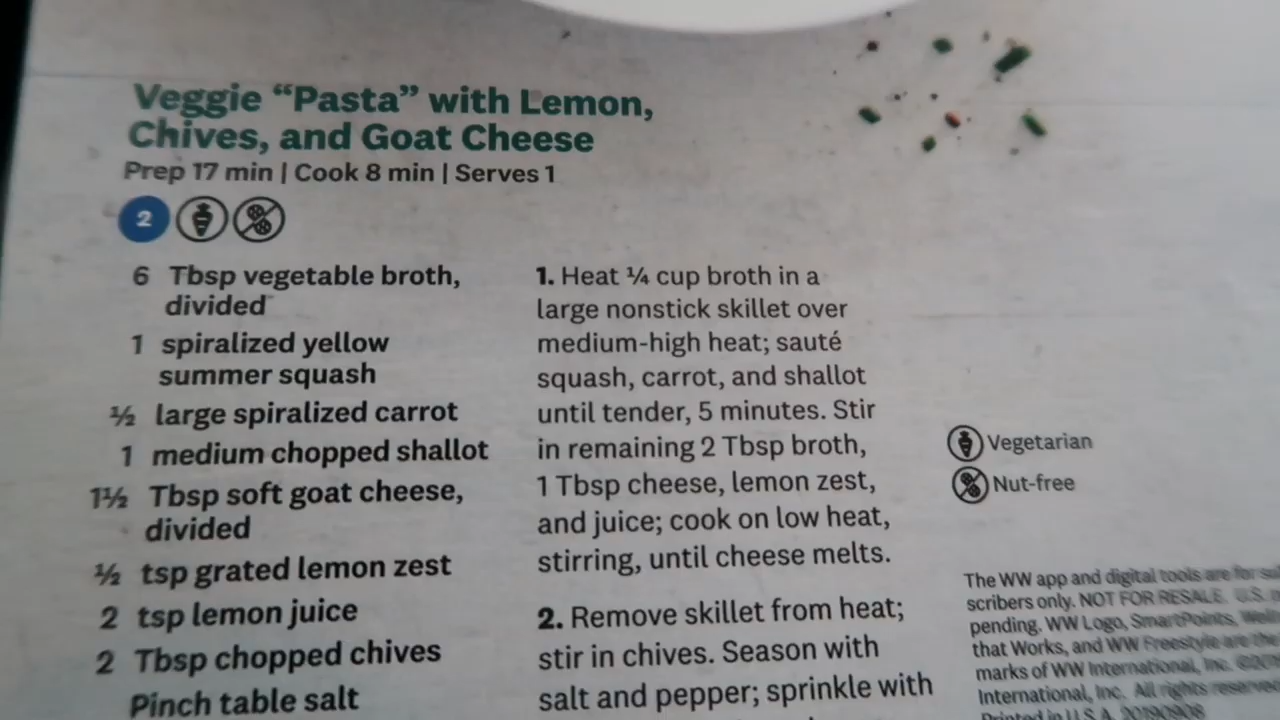 Veggie “Pasta” with Lemon,
Chives, and Goat Cheese
Prep 17 min | Cook 8 min | Serves 1
2
6 Tbsp vegetable broth,
divided
1 spiralized yellow
summer squash
½ large spiralized carrot
1 medium chopped shallot
1½ Tbsp soft goat cheese,
divided
½ tsp grated lemon zest
2 tsp lemon juice
2 Tbsp chopped chives
Pinch table salt
1. Heat ¼ cup broth in a
large nonstick skillet over
medium-high heat; sauté
squash, carrot, and shallot
until tender, 5 minutes. Stir
in remaining 2 Tbsp broth,
1 Tbsp cheese, lemon zest,
and juice; cook on low heat,
stirring, until cheese melts.
2. Remove skillet from heat;
stir in chives. Season with
salt and pepper; sprinkle with
Vegetarian
Nut-free
The WW app and digital tools are for
scribers only. NOT FOR RESALE. U.S.
pending. WW Logo, SmartPoints,
that Works, and WW Freestyle are the
marks of WW International, Inc.
International, Inc. All rights reserved
Printed in U.S.A. 20190908